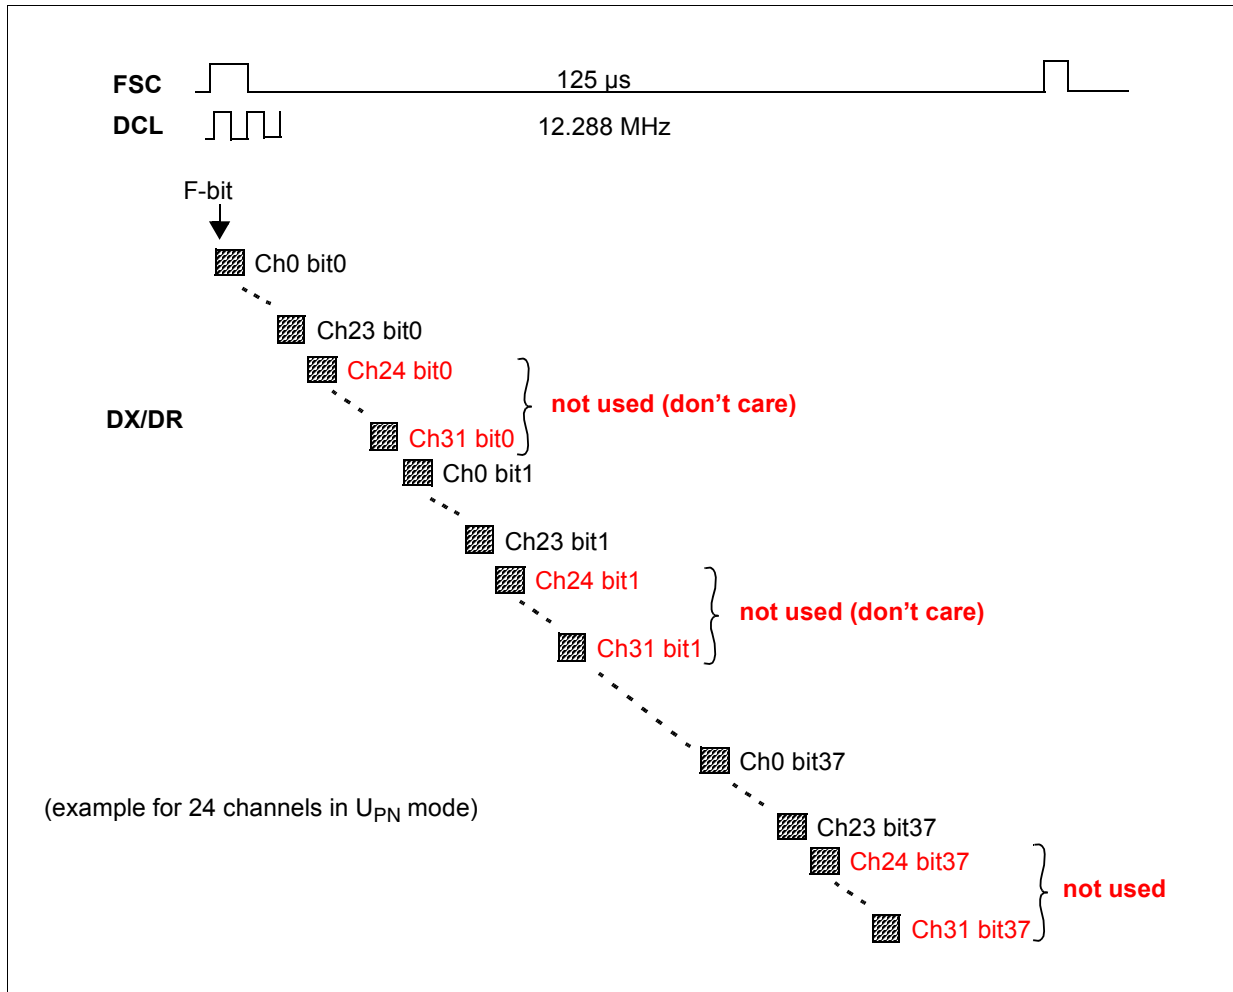 FSC
125 µs
DCL
12.288 MHz
F-bit
Ch0 bit0
Ch23 bit0
Ch24 bit0
not used (don’t care)
DX/DR
Ch31 bit0
Ch0 bit1
Ch23 bit1
Ch24 bit1
not used (don’t care)
Ch31 bit1
Ch0 bit37
(example for 24 channels in UPN mode)
Ch23 bit37
Ch24 bit37
not used
Ch31 bit37